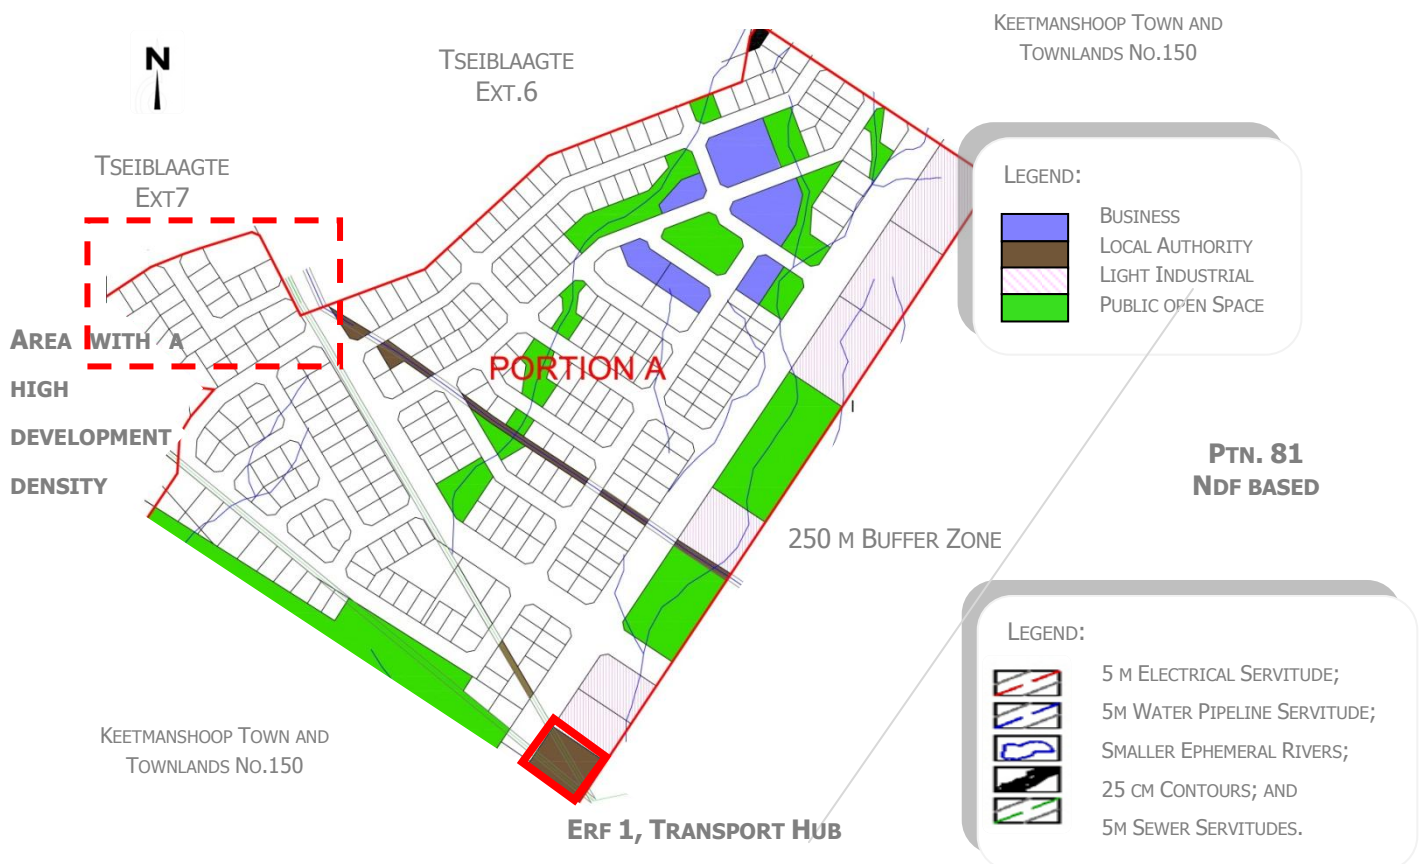 N
TSEIBLAAGTE
EXT.6
KEETMANSHOOP TOWN AND
TOWNLANDS NO.150
TSEIBLAAGTE
EXT7
LEGEND:
BUSINESS
LOCAL AUTHORITY
LIGHT INDUSTRIAL
PUBLIC OPEN SPACE
AREA WITH A
HIGH
DEVELOPMENT
DENSITY
PORTION A
PTN. 81
NDF BASED
250 M BUFFER ZONE
KEETMANSHOOP TOWN AND
TOWNLANDS NO.150
ERF 1, TRANSPORT HUB
LEGEND:
5 M ELECTRICAL SERVITUDE;
5M WATER PIPELINE SERVITUDE;
SMALLER EPHEMERAL RIVERS;
25 CM CONTOURS; AND
5M SEWER SERVITUDES.